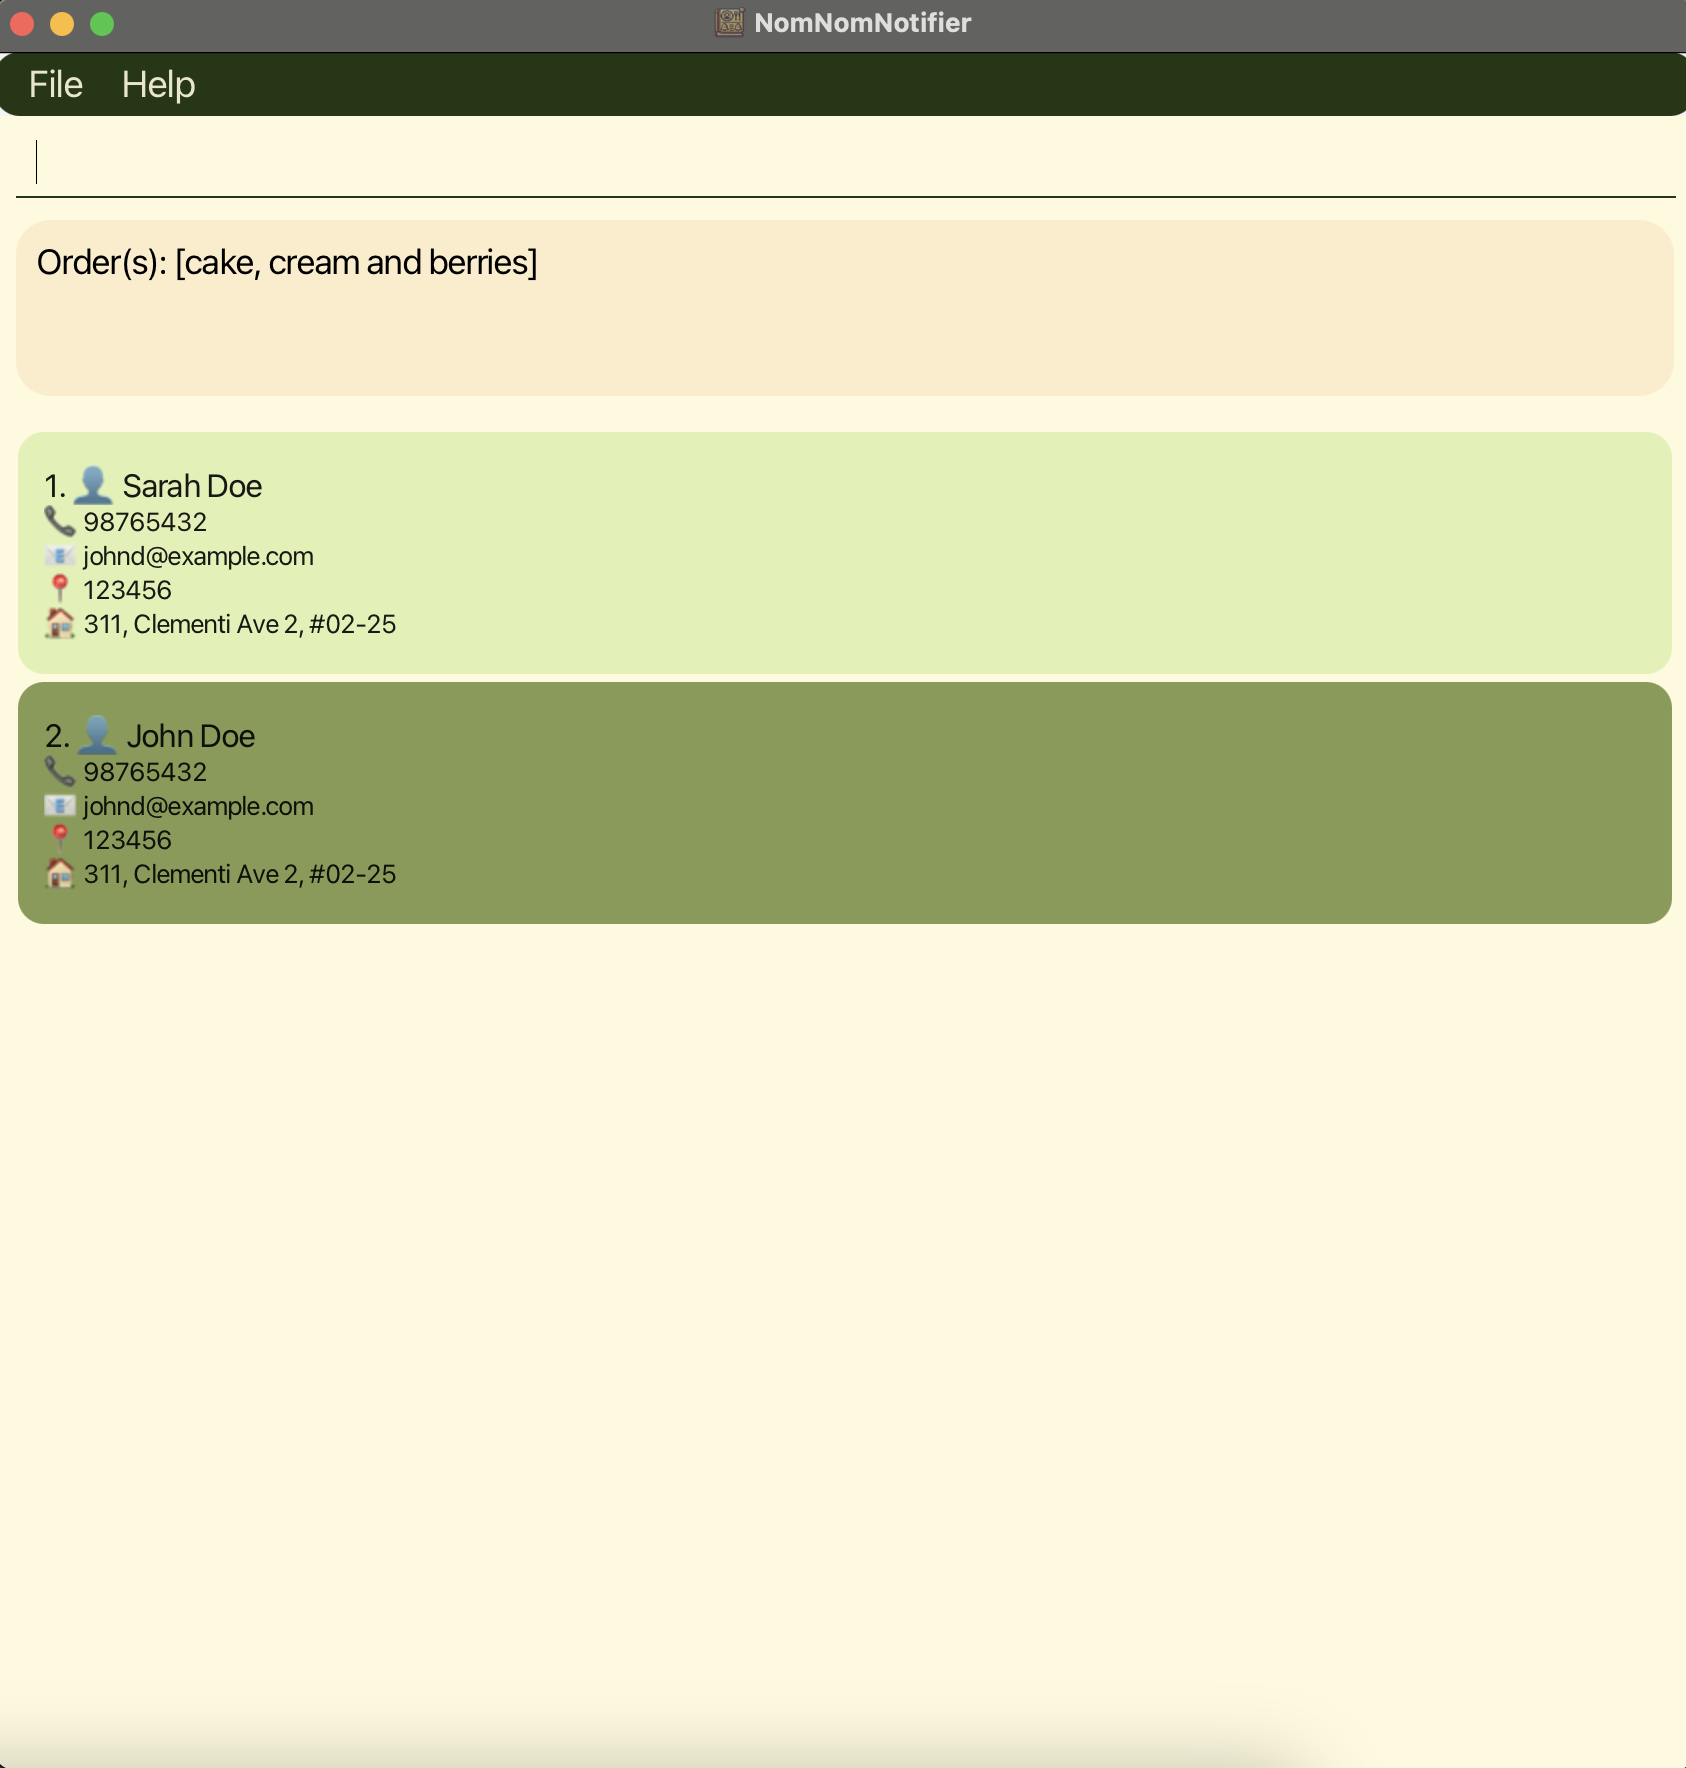 NomNomNotifier
File Help
Order(s): [cake, cream and berries]
1. Sarah Doe
98765432
johnd@example.com
123456
311, Clementi Ave 2, #02-25
2. John Doe
98765432
johnd@example.com
123456
311, Clementi Ave 2, #02-25